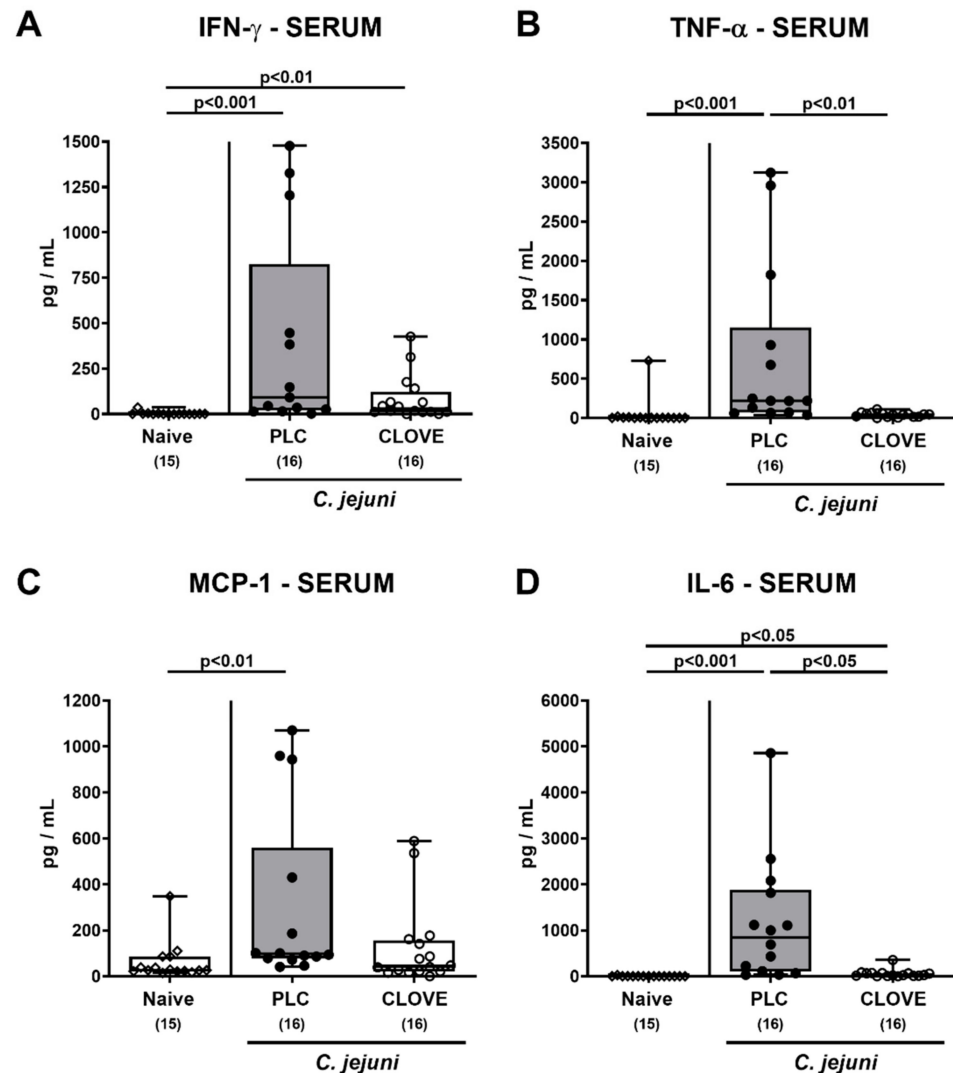 A
IFN-γ - SERUM
p<0.01
p<0.001
1500
1250
1000
750
500
250
0
pg / mL
Naive
PLC
CLOVE
(15)
(16)
(16)
C. jejuni
B
TNF-α - SERUM
p<0.001
p<0.01
3500
3000
2500
2000
1500
1000
500
0
pg / mL
Naive
PLC
CLOVE
(15)
(16)
(16)
C. jejuni
C
MCP-1 - SERUM
p<0.01
1200
1000
800
600
400
200
0
pg / mL
Naive
PLC
CLOVE
(15)
(16)
(16)
C. jejuni
D
IL-6 - SERUM
p<0.05
p<0.001
p<0.05
6000
5000
4000
3000
2000
1000
0
pg / mL
Naive
PLC
CLOVE
(15)
(16)
(16)
C. jejuni